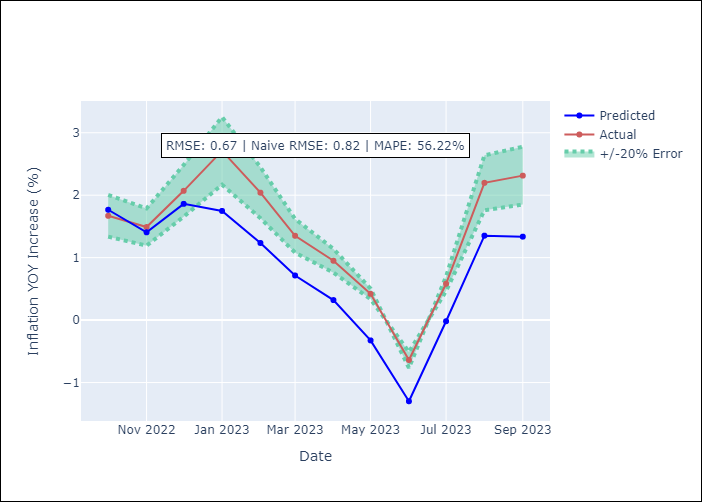 RMSE: 0.67 | Naive RMSE: 0.82 | MAPE: 56.22%
Predicted
Actual
+/-20% Error
Inflation YOY Increase (%)
3
2
1
0
−1
Nov 2022
Jan 2023
Mar 2023
May 2023
Jul 2023
Sep 2023
Date